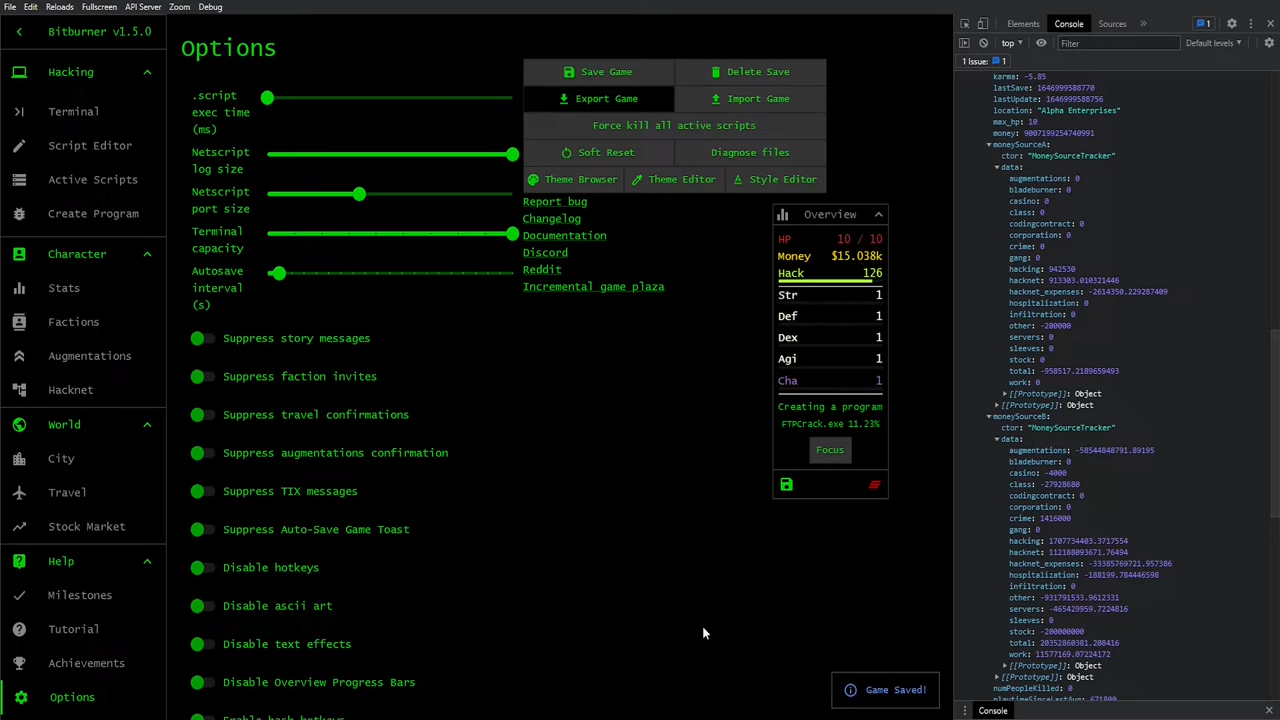 File Edit Reloads Fullscreen API Server Zoom Debug
Bitburner v1.5.0
Hacking
Terminal
Script Editor
Active Scripts
Create Program
Character
Stats
Factions
Augmentations
Hacknet
World
City
Travel
Stock Market
Help
Milestones
Tutorial
Achievements
Options
Options
.script
exec time
(ms)
Netscript
log size
Netscript
port size
Terminal
capacity
Autosave
interval
(s)
Suppress story messages
Suppress faction invites
Suppress travel confirmations
Suppress augmentations confirmation
Suppress TIX messages
Suppress Auto-Save Game Toast
Disable hotkeys
Disable ascii art
Disable text effects
Disable Overview Progress Bars
Enable bash hotkeys
Save Game Delete Save
Export Game Import Game
Force kill all active scripts
Soft Reset Diagnose files
Theme Browser Theme Editor Style Editor
Report bug
Changelog
Documentation
Discord
Reddit
Incremental game plaza
Overview
HP 10 / 10
Money $15.038k
Hack 126
Str 1
Def 1
Dex 1
Agi 1
Cha 1
Creating a program
FTPCrack.exe 11.23%
Focus
Game Saved!
Elements Console Sources » 1
top Filter Default levels
1 Issue: 1
karma: -5.85
lastSave: 1646999588770
lastUpdate: 1646999588756
location: "Alpha Enterprises"
max_hp: 10
money: 9007199254740991
moneySourceA:
ctor: "MoneySourceTracker"
data:
augmentations: 0
bladeburner: 0
casino: 0
class: 0
codingcontract: 0
corporation: 0
crime: 0
gang: 0
hacking: 942530
hacknet: 913303.010321446
hacknet_expenses: -2614350.229287409
hospitalization: 0
infiltration: 0
other: -200000
servers: 0
sleeves: 0
stock: 0
total: -958517.2189659493
work: 0
[[Prototype]]: Object
[[Prototype]]: Object
moneySourceB:
ctor: "MoneySourceTracker"
data:
augmentations: -58544848791.89195
bladeburner: 0
casino: -4000
class: -27928680
codingcontract: 0
corporation: 0
crime: 1416000
gang: 0
hacking: 1707734403.3717554
hacknet: 112188093671.76494
hacknet_expenses: -33385769721.957386
hospitalization: -188199.784446598
infiltration: 0
other: -931791533.9612331
servers: -465429959.7224816
sleeves: 0
stock: -200000000
total: 20352860381.208416
work: 11577169.07224172
[[Prototype]]: Object
[[Prototype]]: Object
numPeopleKilled: 0
playtimeSinceLastAug: 671800
Console